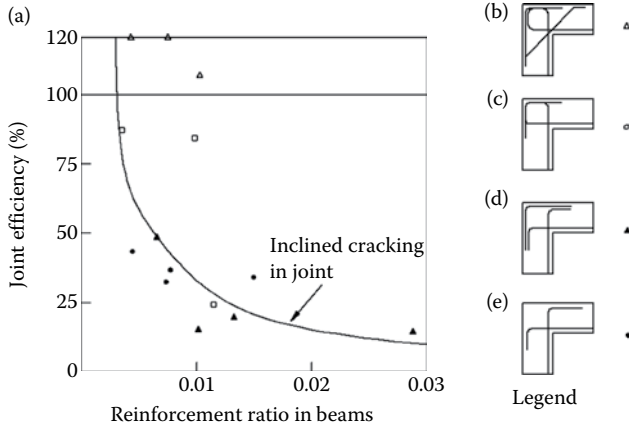 (a)
120
100
75
50
25
0
Joint efficiency (%)
Inclined cracking
in joint
0.01
0.02
0.03
Reinforcement ratio in beams
(b)
(c)
(d)
(e)
Legend